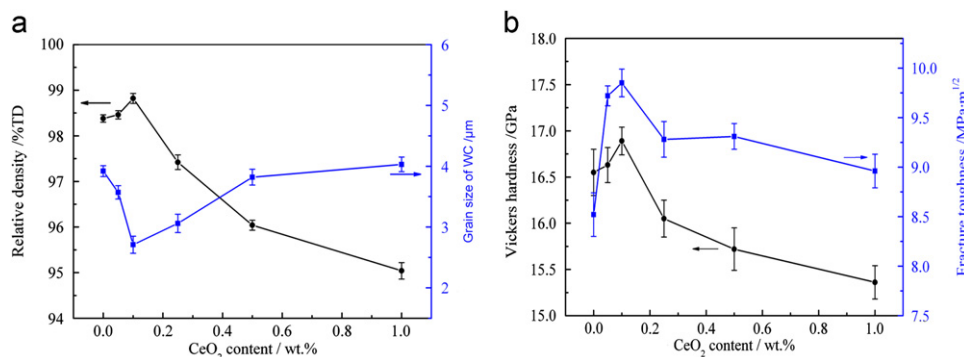 a
100
99
98
97
96
95
94
Relative density /%TD
6
5
4
3
2
Grain size of WC /μm
0.0 0.2 0.4 0.6 0.8 1.0
CeO₂ content / wt.%
b
18.0
17.5
17.0
16.5
16.0
15.5
15.0
Vickers hardness /GPa
10.0
9.5
9.0
8.5
8.0
7.5
Fracture toughness /MPa·m^1/2
0.0 0.2 0.4 0.6 0.8 1.0
CeO₂ content / wt.%